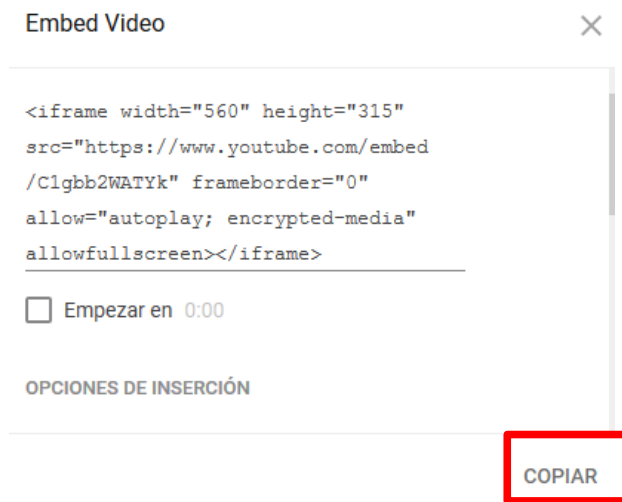 Embed Video
<iframe width="560" height="315"
src="https://www.youtube.com/embed
/C1gbb2WATYk" frameborder="0"
allow="autoplay; encrypted-media"
allowfullscreen></iframe>
Empezar en 0:00
OPCIONES DE INSERCIÓN
COPIAR